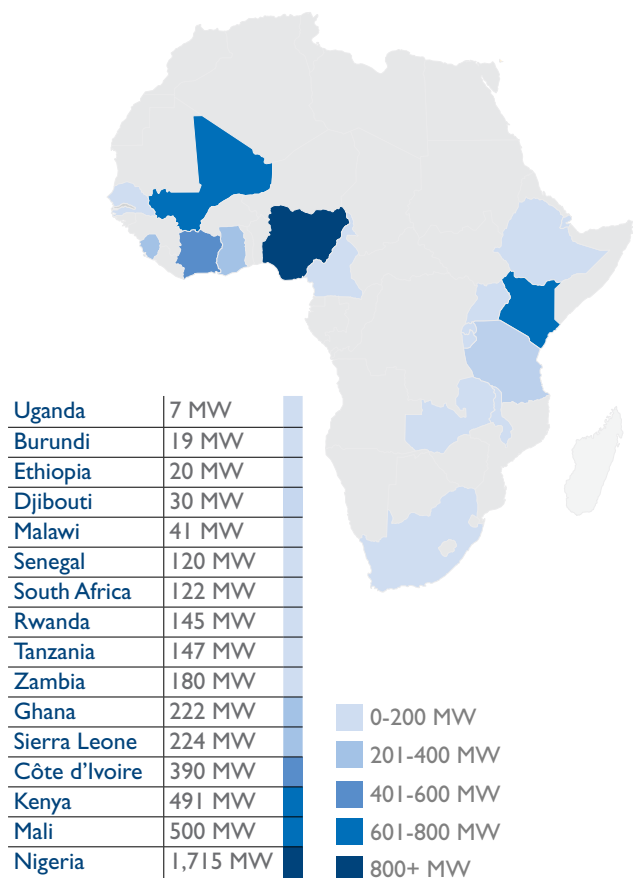 Uganda 7 MW
Burundi 19 MW
Ethiopia 20 MW
Djibouti 30 MW
Malawi 41 MW
Senegal 120 MW
South Africa 122 MW
Rwanda 145 MW
Tanzania 147 MW
Zambia 180 MW
Ghana 222 MW
Sierra Leone 224 MW
Côte d’Ivoire 390 MW
Kenya 491 MW
Mali 500 MW
Nigeria 1,715 MW
0-200 MW
201-400 MW
401-600 MW
601-800 MW
800+ MW